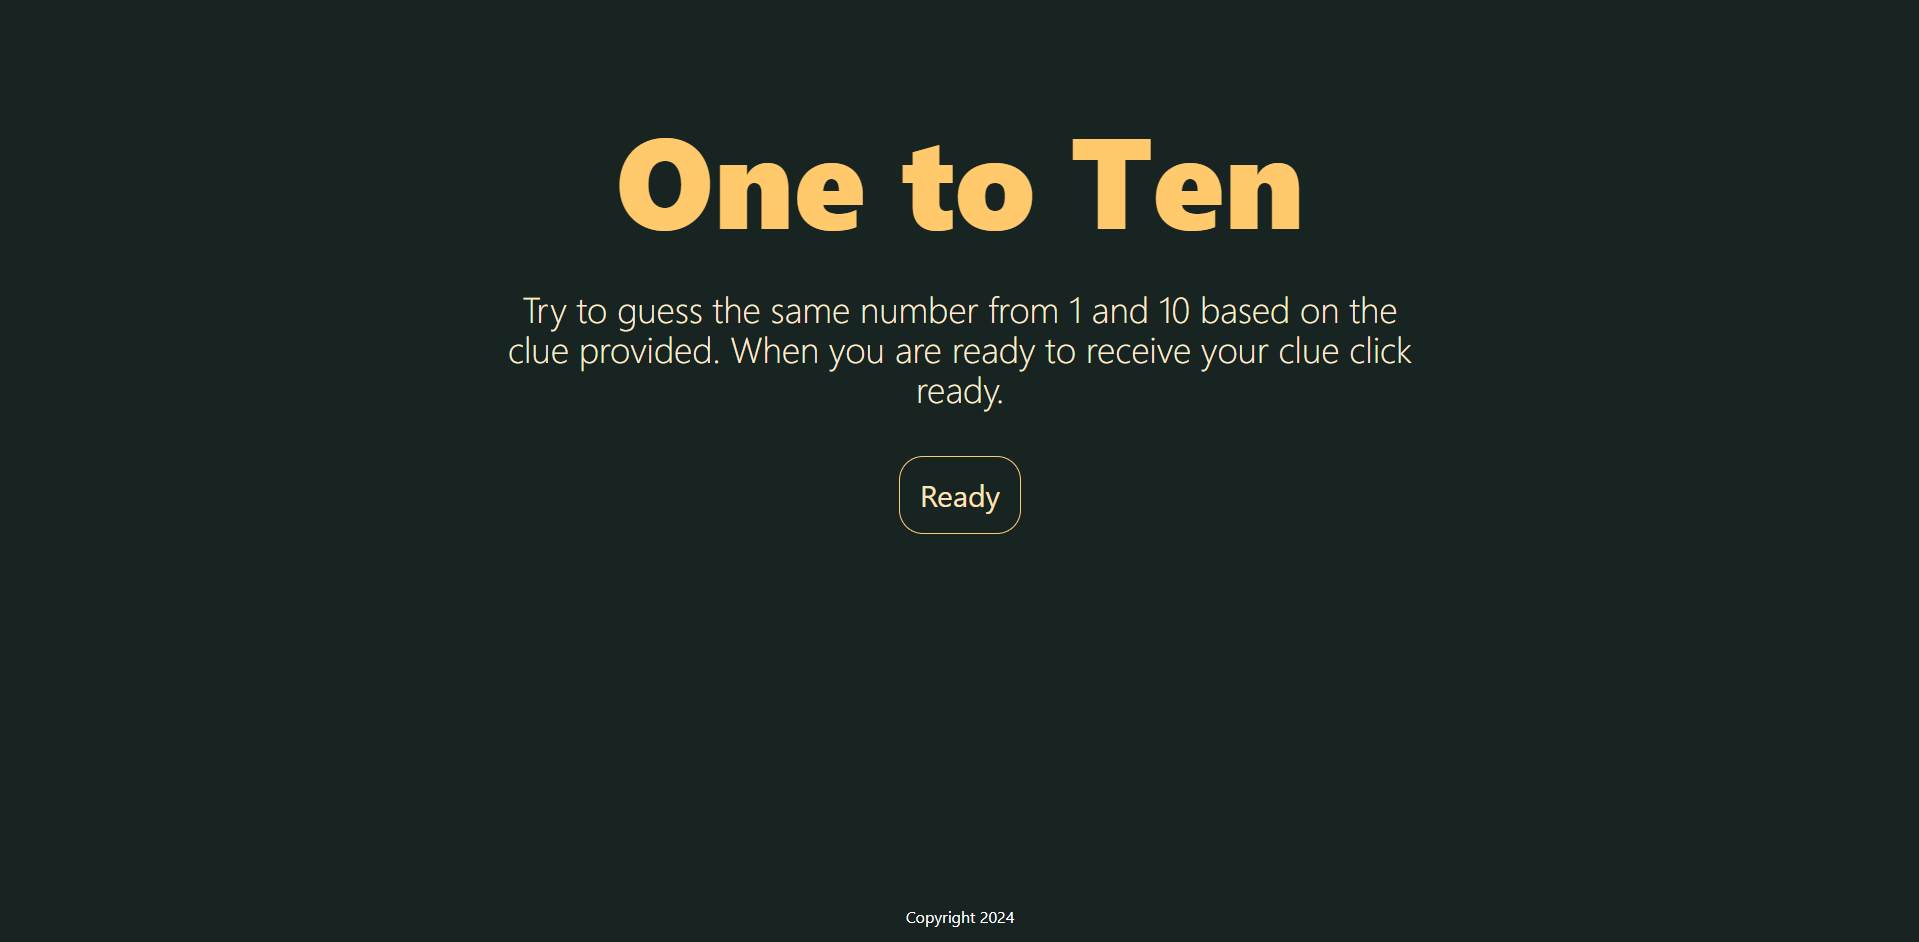 One to Ten
Try to guess the same number from 1 and 10 based on the
clue provided. When you are ready to receive your clue click
ready.
Ready
Copyright 2024